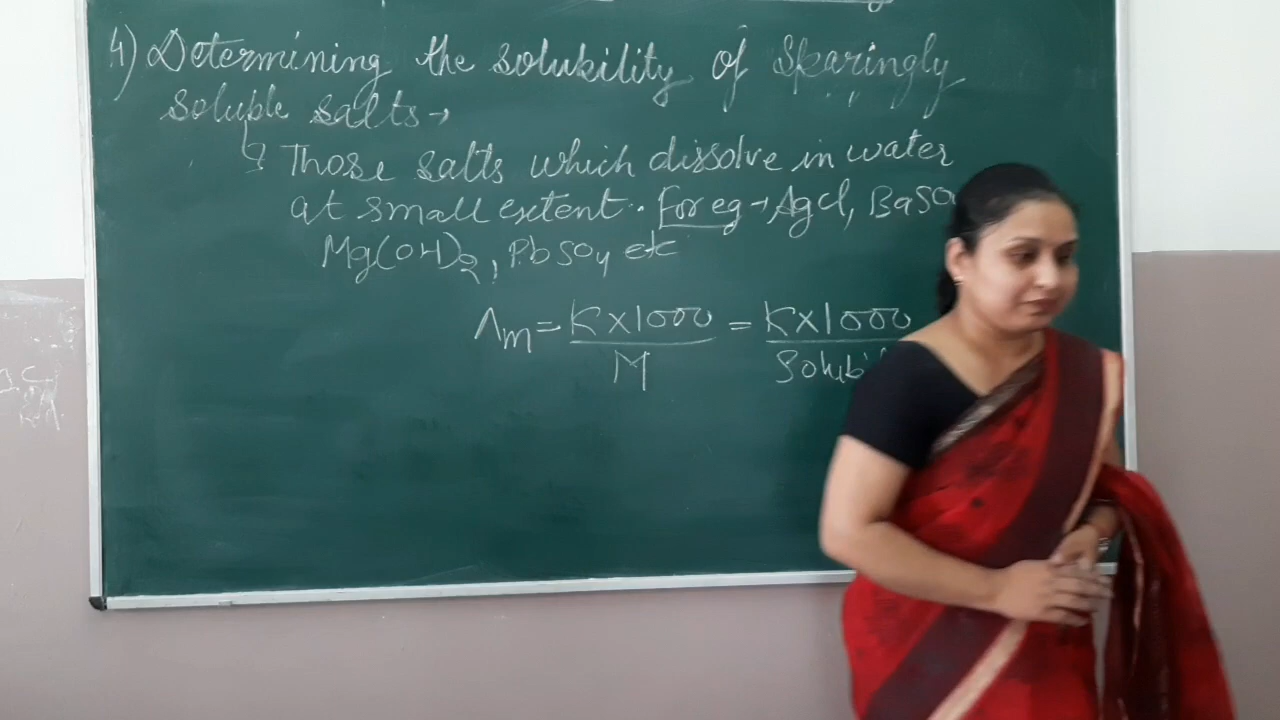 4) Determining the solubility of Sparingly
soluble salts→
Those salts which dissolve in water
at small extent. For eg → AgCl, BaSO
Mg(OH)2, PbSO4 etc
Λm = K×1000 / M = K×1000 / Solubi